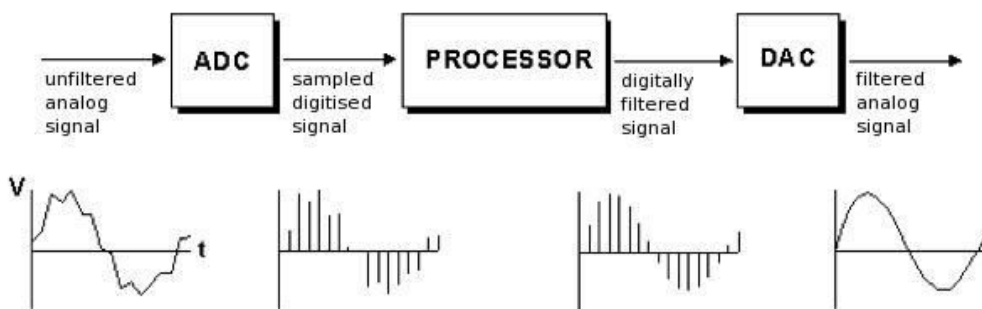 ADC
PROCESSOR
DAC
unfiltered
analog
signal
sampled
digitised
signal
digitally
filtered
signal
filtered
analog
signal
V
t